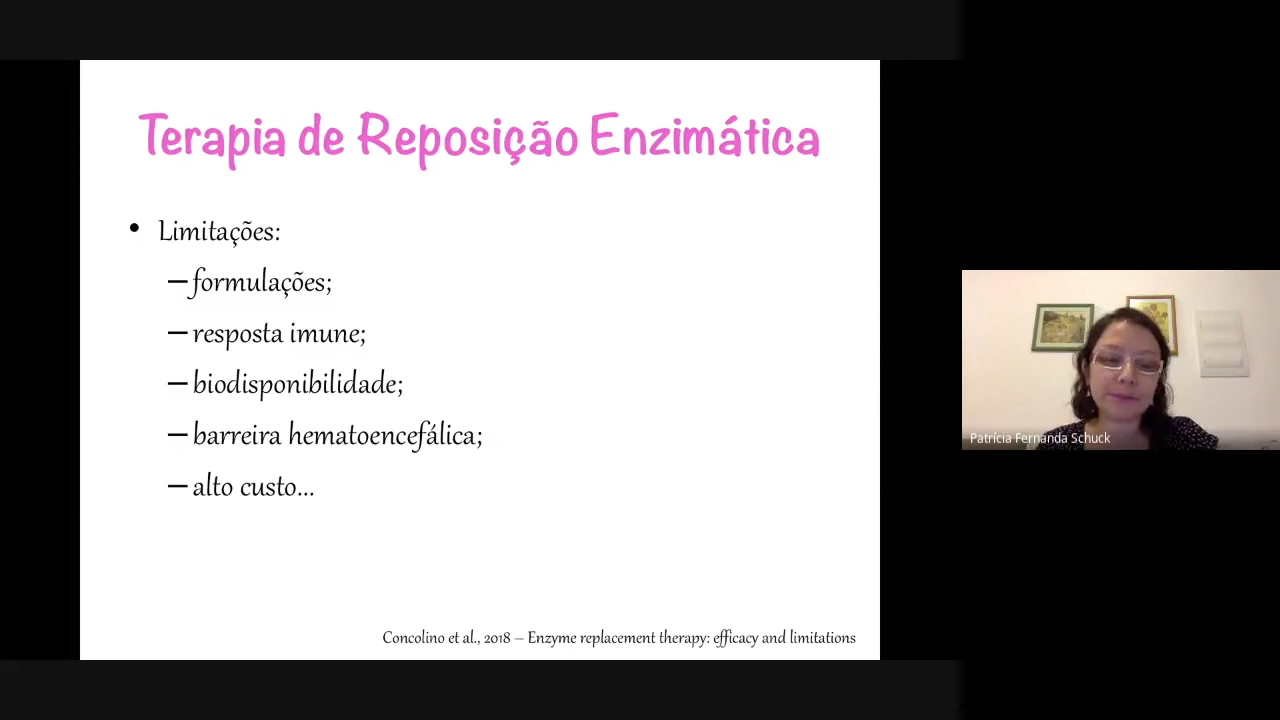 Terapia de Reposição Enzimática
• Limitações:
– formulações;
– resposta imune;
– biodisponibilidade;
– barreira hematoencefálica;
– alto custo...
Concolino et al., 2018 – Enzyme replacement therapy: efficacy and limitations
Patrícia Fernanda Schuck